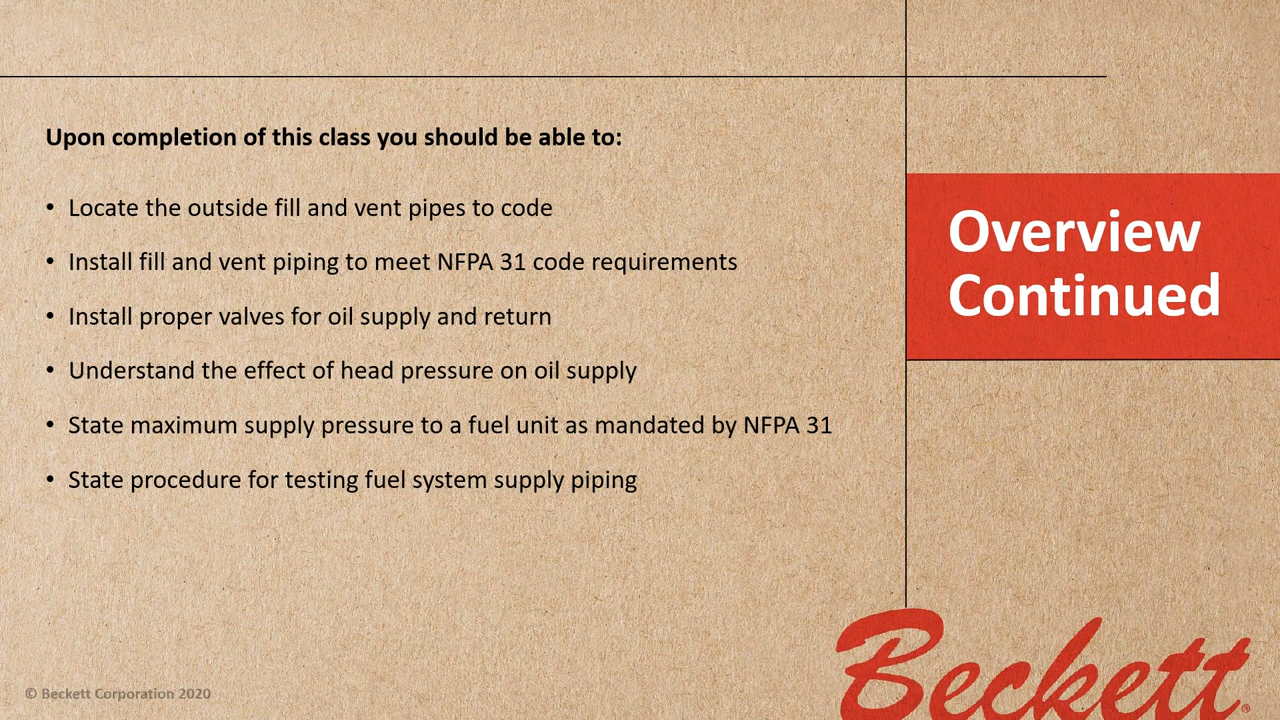 Upon completion of this class you should be able to:
• Locate the outside fill and vent pipes to code
• Install fill and vent piping to meet NFPA 31 code requirements
• Install proper valves for oil supply and return
• Understand the effect of head pressure on oil supply
• State maximum supply pressure to a fuel unit as mandated by NFPA 31
• State procedure for testing fuel system supply piping
Overview
Continued
© Beckett Corporation 2020
Beckett®